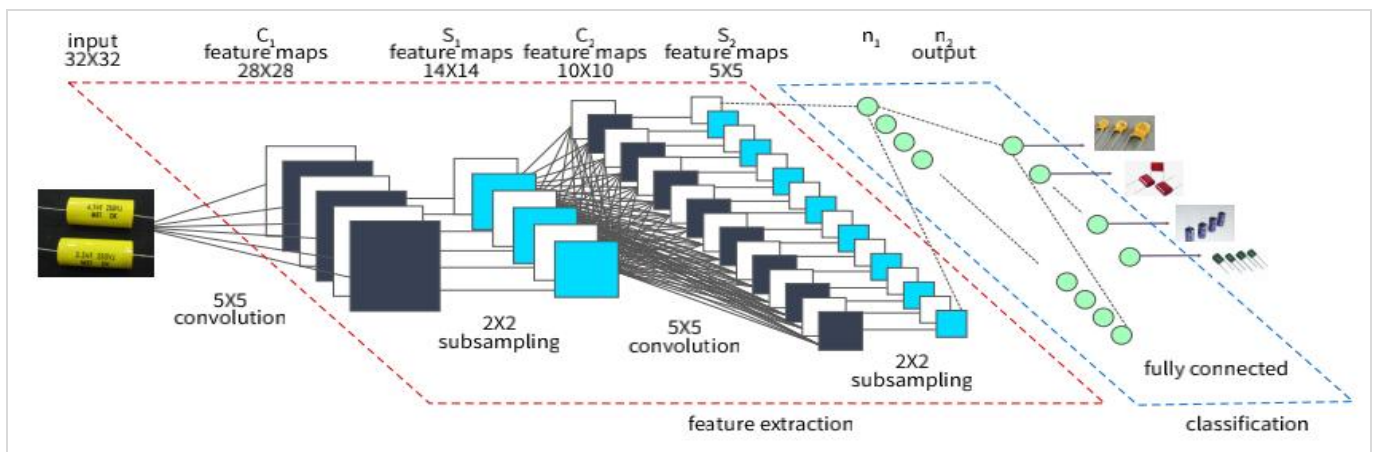 input
32X32
C1
feature maps
28X28
S1
feature maps
14X14
C2
feature maps
10X10
S2
feature maps
5X5
n1
n2
output
5X5
convolution
2X2
subsampling
5X5
convolution
2X2
subsampling
fully connected
feature extraction
classification